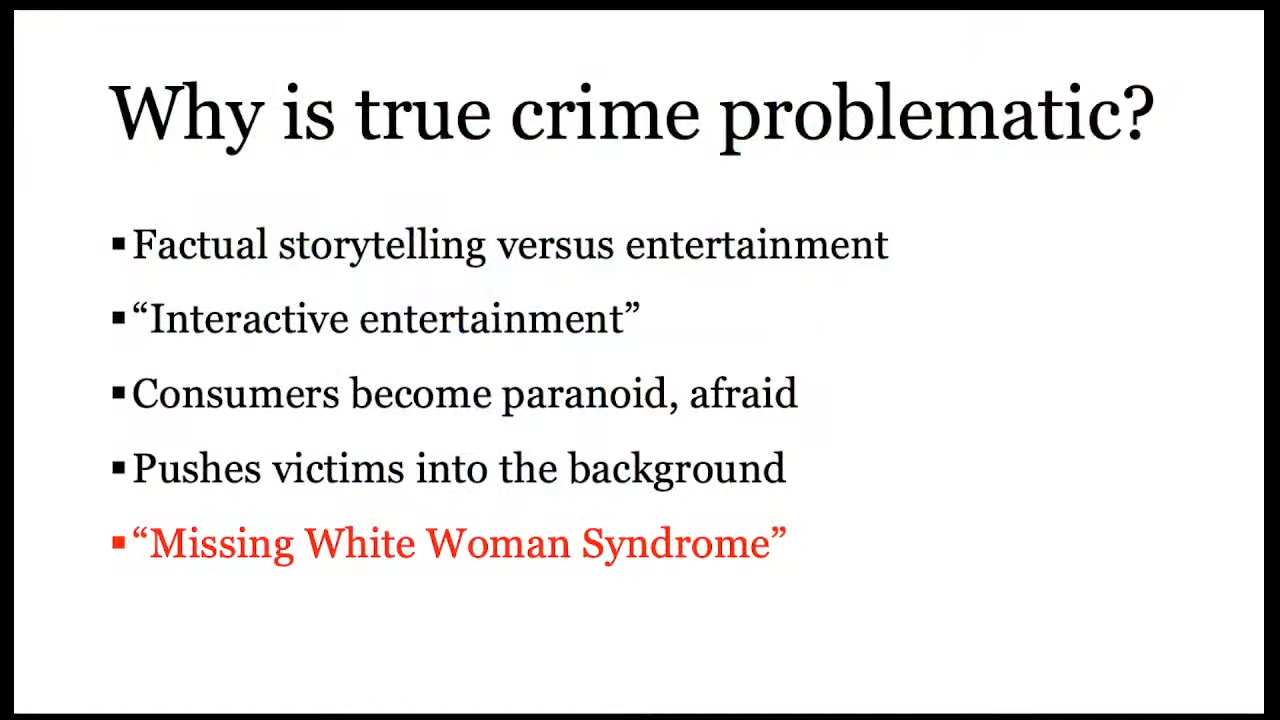 Why is true crime problematic?
▪Factual storytelling versus entertainment
▪“Interactive entertainment”
▪Consumers become paranoid, afraid
▪Pushes victims into the background
▪“Missing White Woman Syndrome”